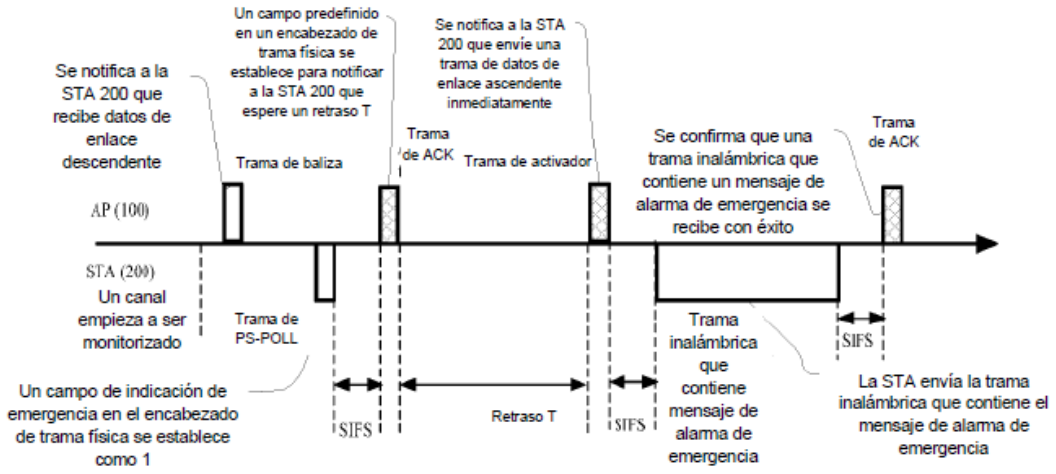 Un campo predefinido
en un encabezado de
trama física se
establece para notificar
a la STA 200 que
espere un retraso T
Se notifica a la STA
200 que envíe una
trama de datos de
enlace ascendente
inmediatamente
Se notifica a la
STA 200 que
recibe datos de
enlace
descendente
Trama de baliza
Trama
de ACK
Trama de activador
Se confirma que una
trama inalámbrica que
contiene un mensaje de
alarma de emergencia se
recibe con éxito
Trama
de ACK
AP (100)
STA (200)
Un canal
empieza a ser
monitorizado
Trama de
PS-POLL
Un campo de indicación de
emergencia en el encabezado
de trama física se establece
como 1
SIFS
Retraso T
SIFS
Trama
inalámbrica
que
contiene
mensaje de
alarma de
emergencia
SIFS
La STA envía la trama
inalámbrica que contiene el
mensaje de alarma de
emergencia